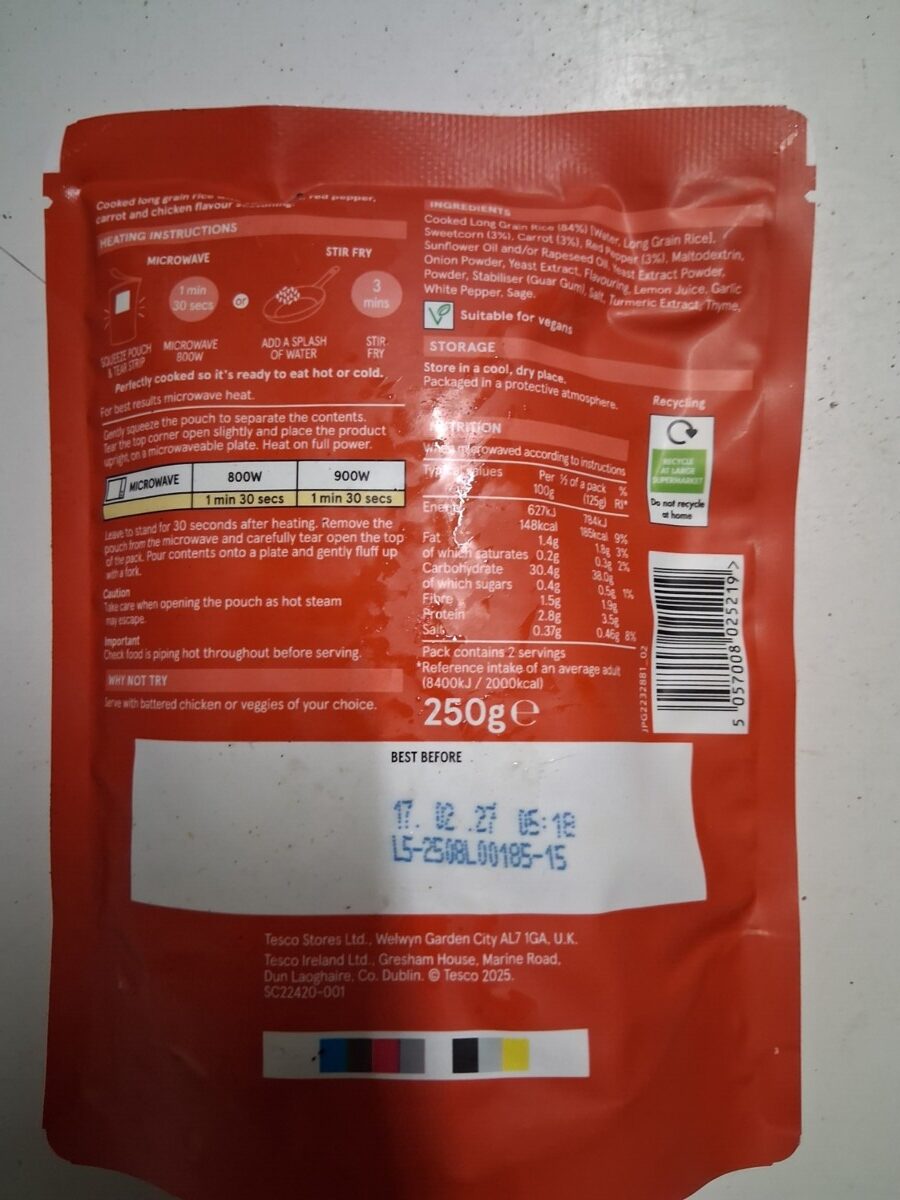 Cooked long grain rice red pepper,
carrot and chicken flavour seasoning.
HEATING INSTRUCTIONS
MICROWAVE
STIR FRY
1 min
30 secs
or
3
mins
SQUEEZE POUCH
& TEAR STRIP
MICROWAVE
800W
ADD A SPLASH
OF WATER
STIR
FRY
Perfectly cooked so it's ready to eat hot or cold.
For best results microwave heat.
Gently squeeze the pouch to separate the contents.
Tear the top corner open slightly and place the product
upright on a microwaveable plate. Heat on full power.
MICROWAVE 800W 900W
1 min 30 secs 1 min 30 secs
Leave to stand for 30 seconds after heating. Remove the
pouch from the microwave and carefully tear open the top
of the pack. Pour contents onto a plate and gently fluff up
with a fork.
Caution
Take care when opening the pouch as hot steam
may escape.
Important
Check food is piping hot throughout before serving.
WHY NOT TRY
Serve with battered chicken or veggies of your choice.
INGREDIENTS
Cooked Long Grain Rice (84%) [Water, Long Grain Rice],
Sweetcorn (3%), Carrot (3%), Red Pepper (3%), Maltodextrin,
Sunflower Oil and/or Rapeseed Oil, Yeast Extract Powder,
Onion Powder, Yeast Extract, Flavouring, Lemon Juice, Garlic
Powder, Stabiliser (Guar Gum), Salt, Turmeric Extract, Thyme,
White Pepper, Sage.
V
Suitable for vegans
STORAGE
Store in a cool, dry place.
Packaged in a protective atmosphere.
NUTRITION
When microwaved according to instructions
Typical values Per 100g ½ of a pack (125g) % RI*
Energy 627kJ 784kJ
148kcal 185kcal 9%
Fat 1.4g 1.8g 3%
of which saturates 0.2g 0.3g 2%
Carbohydrate 30.4g 38.0g
of which sugars 0.4g 0.5g 1%
Fibre 1.5g 1.9g
Protein 2.8g 3.5g
Salt 0.37g 0.46g 8%
Pack contains 2 servings
*Reference intake of an average adult
(8400kJ / 2000kcal)
250g e
Recycling
RECYCLE
AT LARGE
SUPERMARKET
Do not recycle
at home
5 057008 025219 >
JPG2232881_02
BEST BEFORE
17. 02 .27 05:18
L5-2508L00185-15
Tesco Stores Ltd., Welwyn Garden City AL7 1GA, U.K.
Tesco Ireland Ltd., Gresham House, Marine Road,
Dun Laoghaire, Co. Dublin. © Tesco 2025.
SC22420-001
3